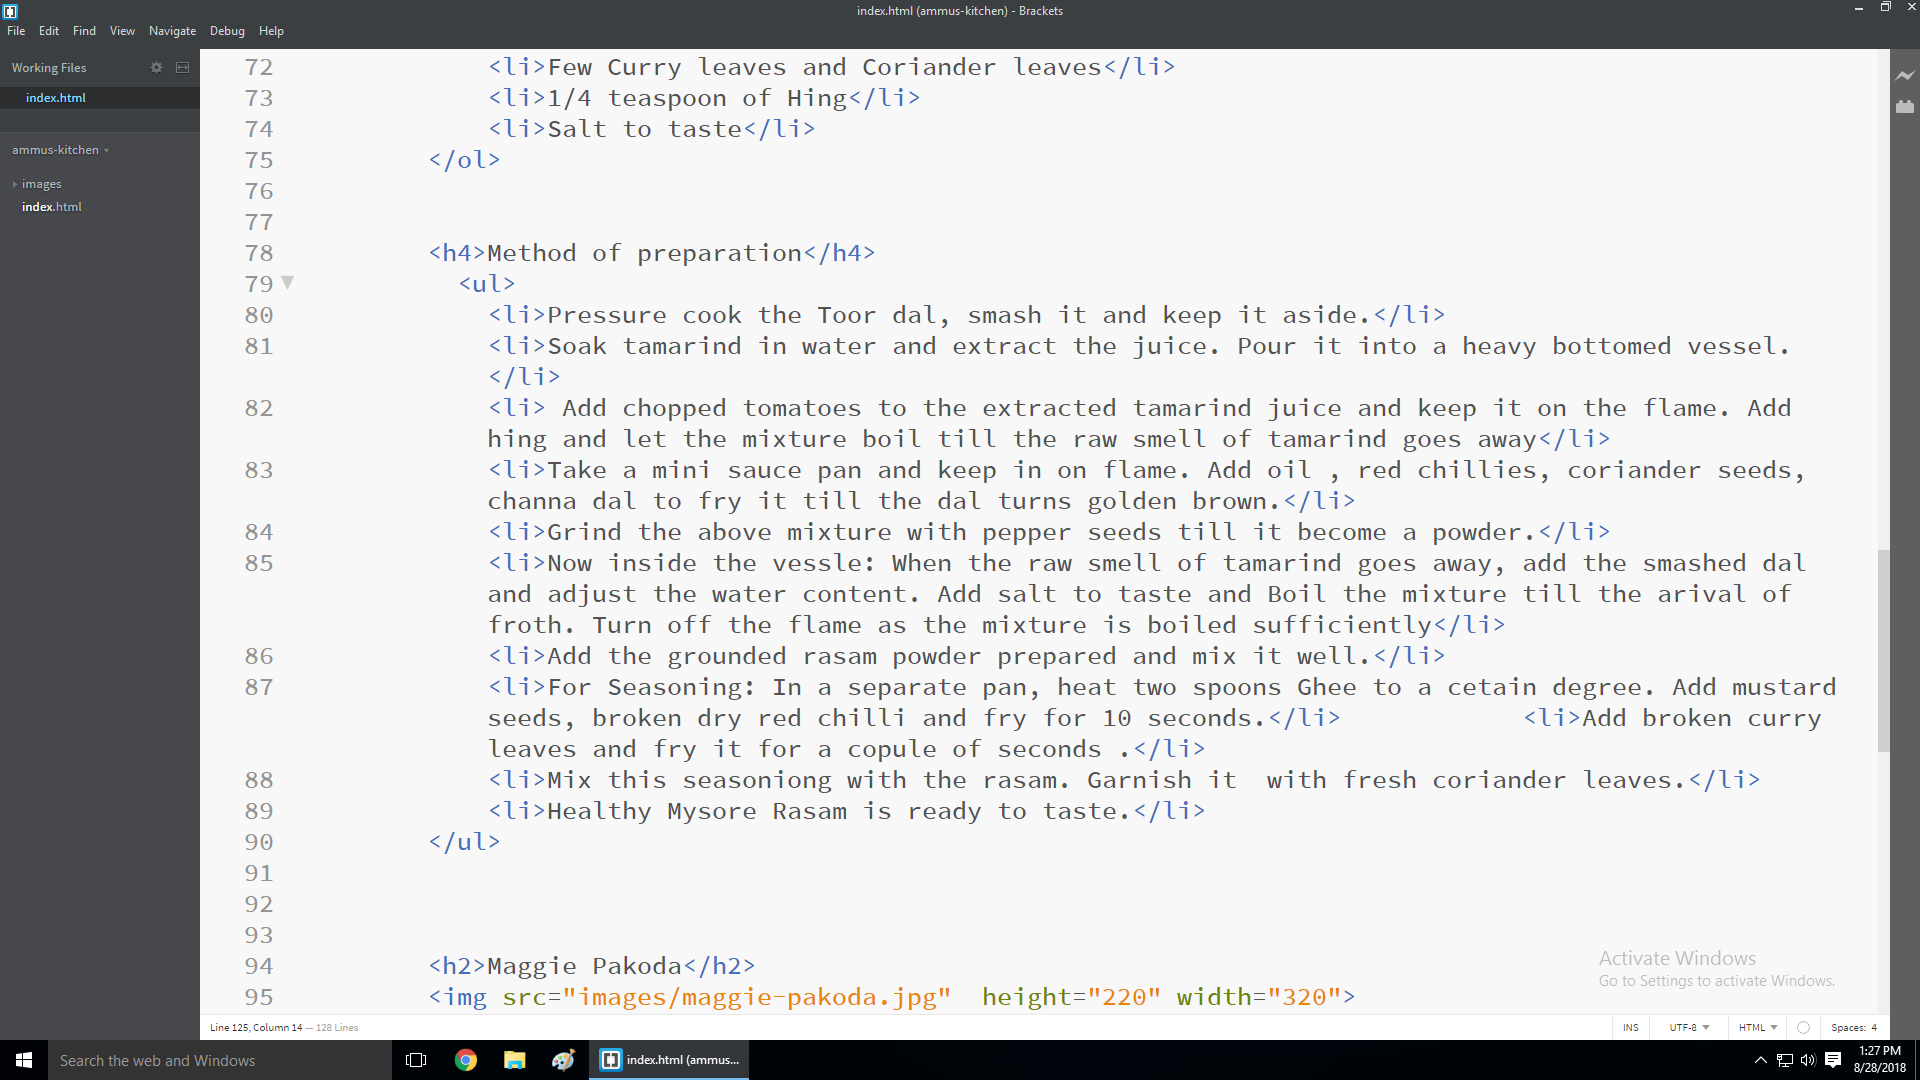 index.html (ammus-kitchen) - Brackets
File Edit Find View Navigate Debug Help
Working Files
index.html
ammus-kitchen
images
index.html
72 <li>Few Curry leaves and Coriander leaves</li>
73 <li>1/4 teaspoon of Hing</li>
74 <li>Salt to taste</li>
75 </ol>
76
77
78 <h4>Method of preparation</h4>
79 <ul>
80 <li>Pressure cook the Toor dal, smash it and keep it aside.</li>
81 <li>Soak tamarind in water and extract the juice. Pour it into a heavy bottomed vessel.
</li>
82 <li> Add chopped tomatoes to the extracted tamarind juice and keep it on the flame. Add
hing and let the mixture boil till the raw smell of tamarind goes away</li>
83 <li>Take a mini sauce pan and keep in on flame. Add oil , red chillies, coriander seeds,
channa dal to fry it till the dal turns golden brown.</li>
84 <li>Grind the above mixture with pepper seeds till it become a powder.</li>
85 <li>Now inside the vessle: When the raw smell of tamarind goes away, add the smashed dal
and adjust the water content. Add salt to taste and Boil the mixture till the arival of
froth. Turn off the flame as the mixture is boiled sufficiently</li>
86 <li>Add the grounded rasam powder prepared and mix it well.</li>
87 <li>For Seasoning: In a separate pan, heat two spoons Ghee to a cetain degree. Add mustard
seeds, broken dry red chilli and fry for 10 seconds.</li> <li>Add broken curry
leaves and fry it for a copule of seconds .</li>
88 <li>Mix this seasoniong with the rasam. Garnish it  with fresh coriander leaves.</li>
89 <li>Healthy Mysore Rasam is ready to taste.</li>
90 </ul>
91
92
93
94 <h2>Maggie Pakoda</h2>
95 <img src="images/maggie-pakoda.jpg"  height="220" width="320">
Activate Windows
Go to Settings to activate Windows.
Line 125, Column 14 — 128 Lines
INS UTF-8 HTML Spaces: 4
Search the web and Windows
index.html (ammus...
1:27 PM
8/28/2018